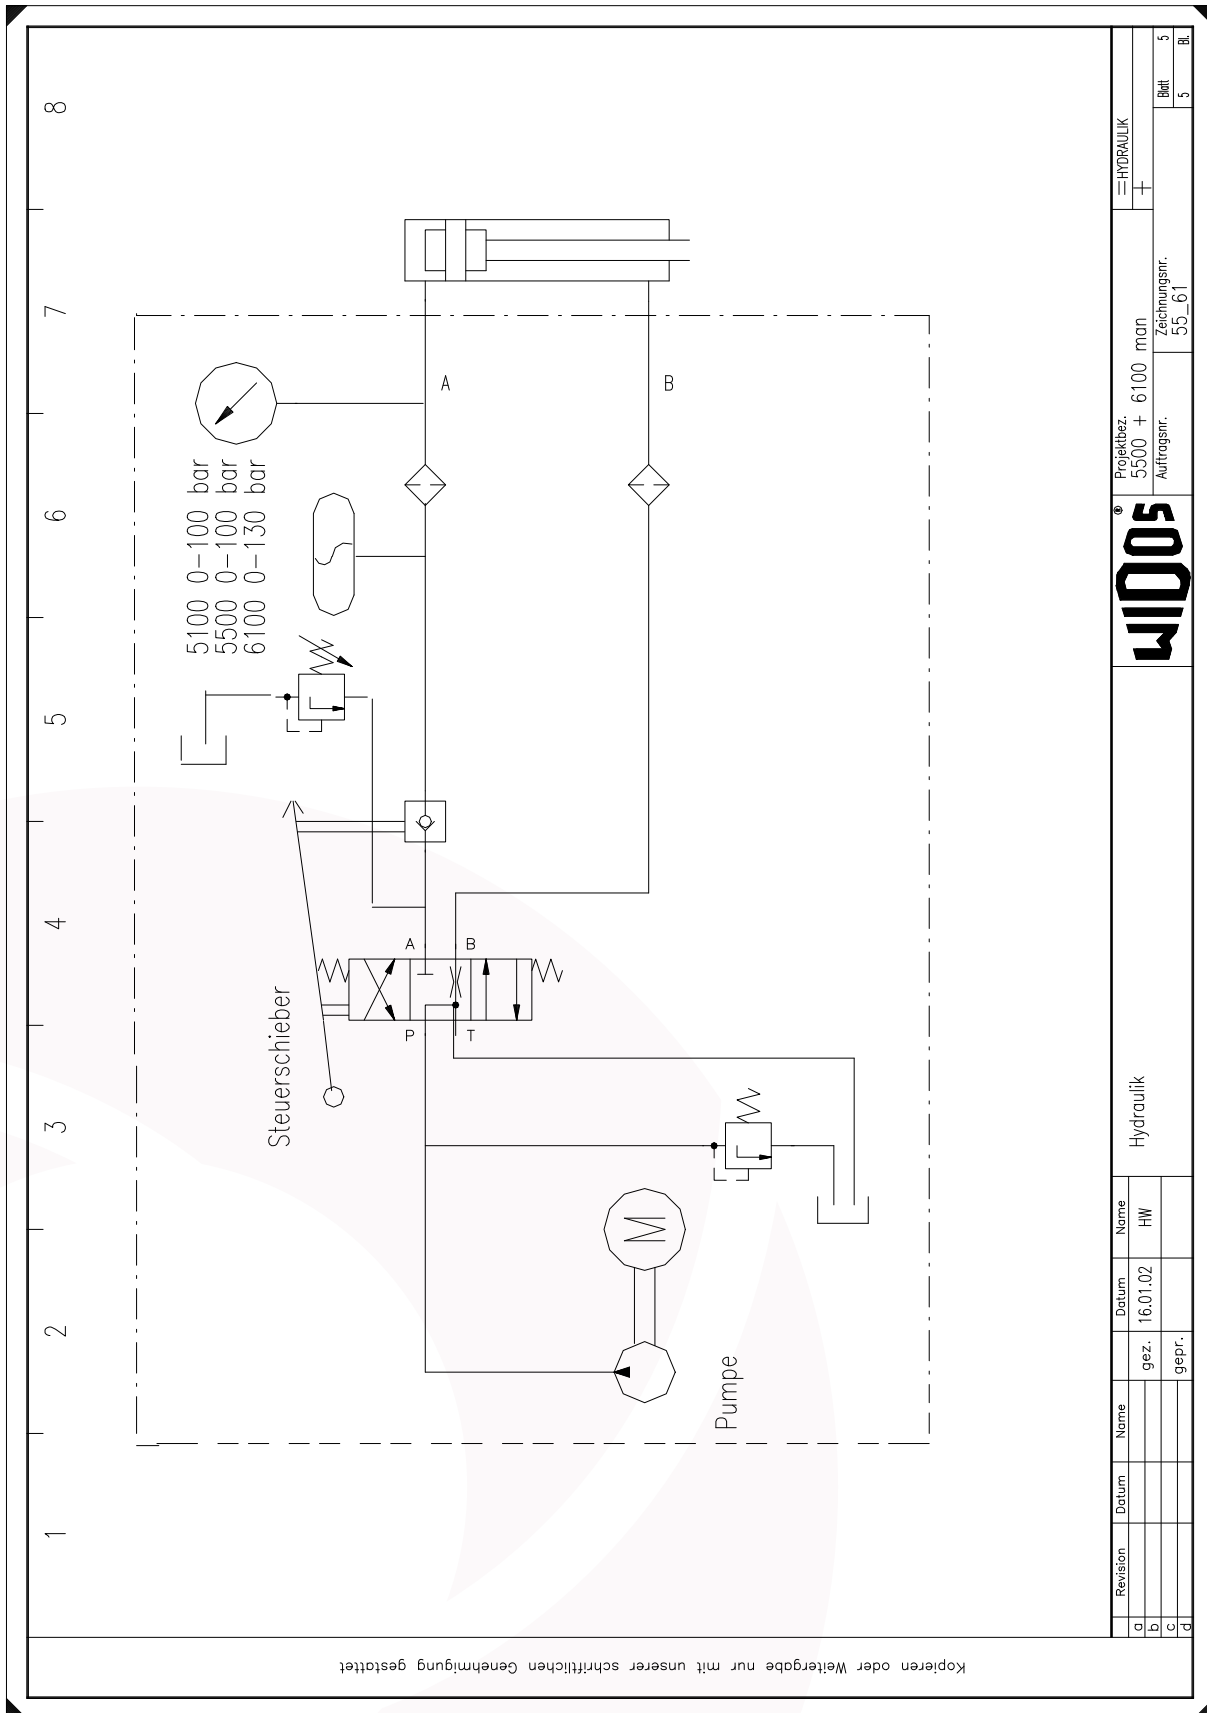 1 2 3 4 5 6 7 8
5100 0-100 bar
5500 0-100 bar
6100 0-130 bar
Steuerschieber
A
B
A B
P T
M
Pumpe
Kopieren oder Weitergabe nur mit unserer schriftlichen Genehmigung gestattet
Revision Datum Name Datum Name
a
b
c
d
gez. 16.01.02 HW
gepr.
Hydraulik
WIDOS®
Projektbez.
5500 + 6100 man
Auftragsnr.
Zeichnungsnr.
55_61
=HYDRAULIK
+
Blatt 5
5 Bl.